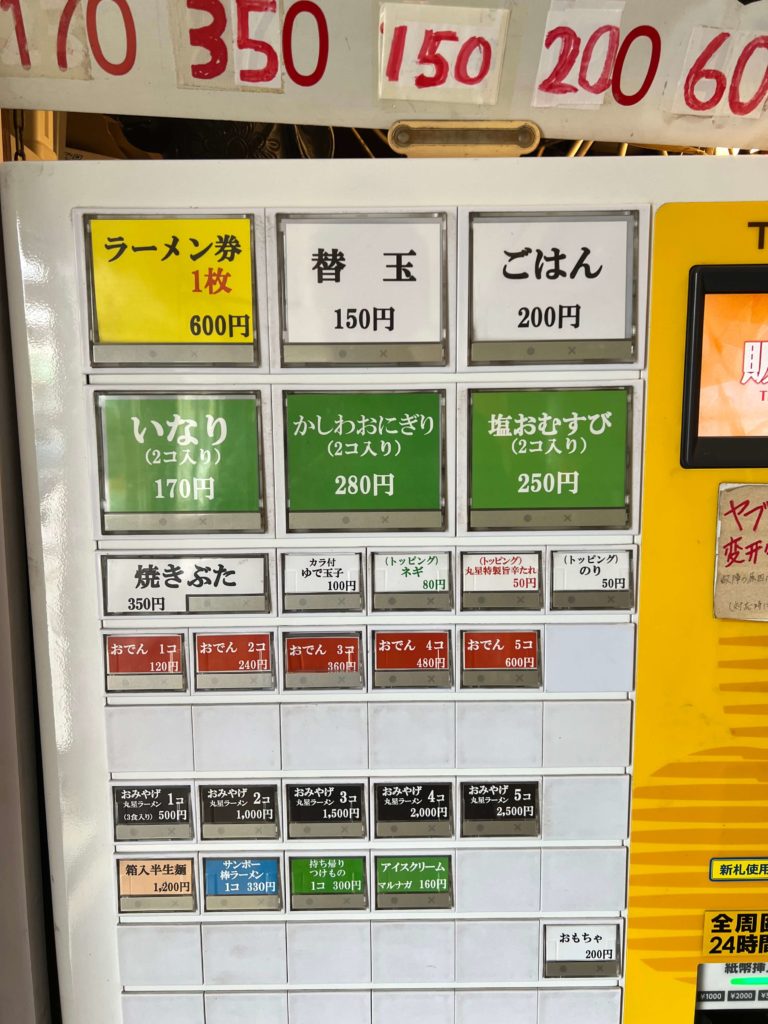 170 350 150 200 60
ラーメン券
1枚
600円
替 玉
150円
ごはん
200円
いなり
(2コ入り)
170円
かしわおにぎり
(2コ入り)
280円
塩おむすび
(2コ入り)
250円
焼きぶた
350円
カラ付
ゆで玉子
100円
(トッピング)
ネギ
80円
(トッピング)
丸星特製旨辛たれ
50円
(トッピング)
のり
50円
おでん 1コ
120円
おでん 2コ
240円
おでん 3コ
360円
おでん 4コ
480円
おでん 5コ
600円
おみやげ 1コ
丸星ラーメン
(3食入り) 500円
おみやげ 2コ
丸星ラーメン
1,000円
おみやげ 3コ
丸星ラーメン
1,500円
おみやげ 4コ
丸星ラーメン
2,000円
おみやげ 5コ
丸星ラーメン
2,500円
箱入半生麺
1,200円
サンポー
棒ラーメン
1コ 330円
持ち帰り
つけもの
1コ 300円
アイスクリーム
マルナガ 160円
おもちゃ
200円
T
販
T
ヤブ
変形
新札使用
全周
24時間
紙幣挿
¥1000 ¥2000